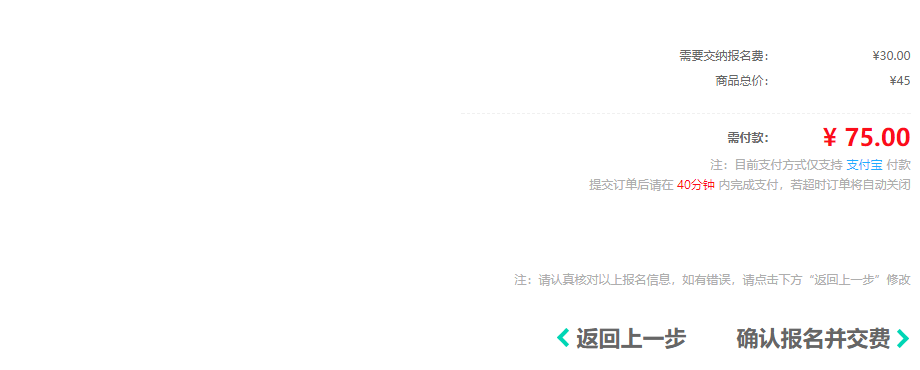 需要交纳报名费： ¥30.00
商品总价： ¥45
需付款： ¥ 75.00
注：目前支付方式仅支持 支付宝 付款
提交订单后请在 40分钟 内完成支付，若超时订单将自动关闭
注：请认真核对以上报名信息，如有错误，请点击下方“返回上一步”修改
返回上一步 确认报名并交费